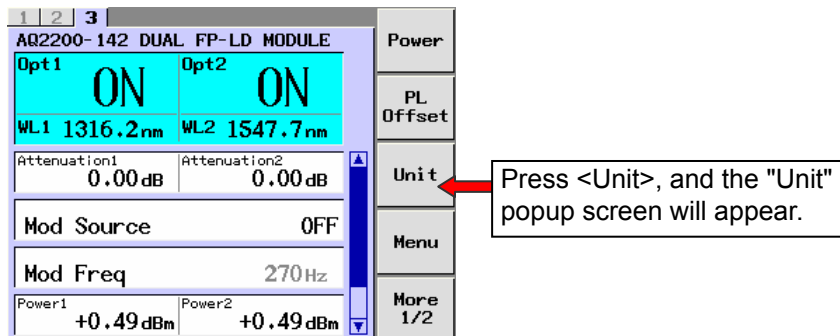 1 2 3
AQ2200-142 DUAL FP-LD MODULE
Opt1 ON Opt2 ON
WL1 1316.2nm WL2 1547.7nm
Attenuation1 Attenuation2
0.00dB 0.00dB
Mod Source OFF
Mod Freq 270Hz
Power1 Power2
+0.49dBm +0.49dBm
Power
PL
Offset
Unit
Menu
More
1/2
Press <Unit>, and the "Unit"
popup screen will appear.